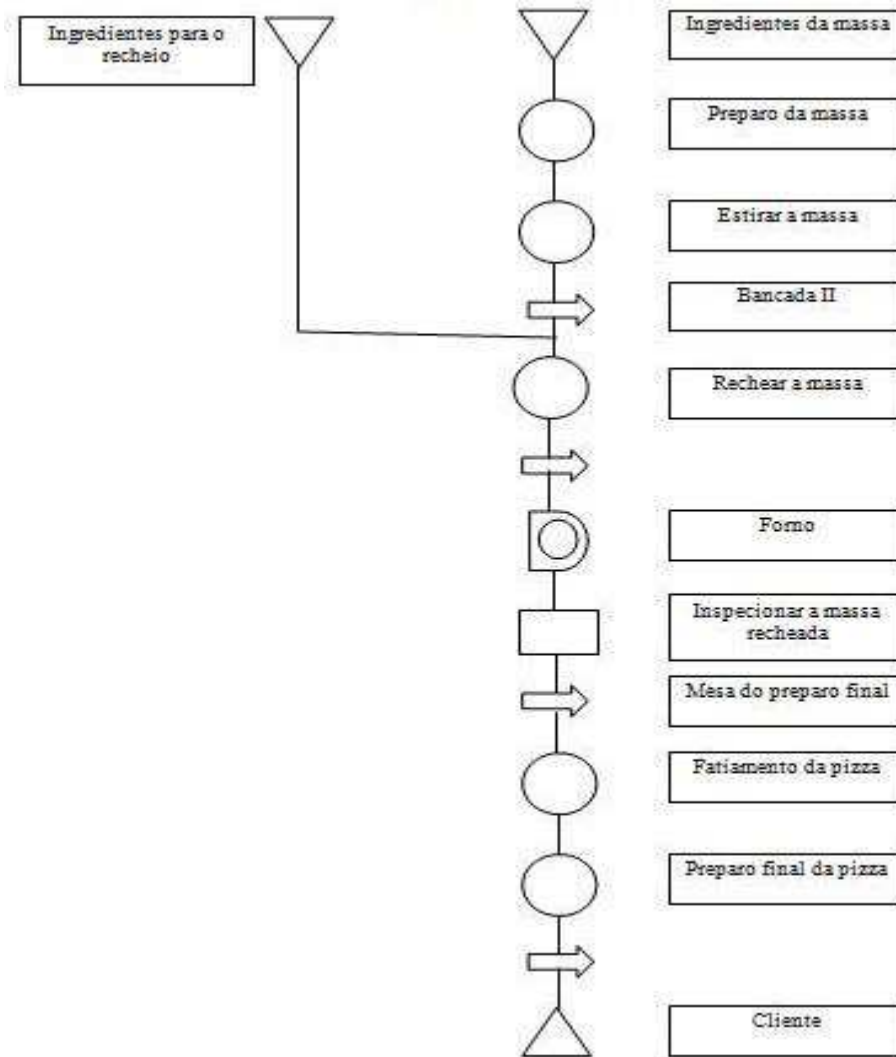 Ingredientes para o
recheio
Ingredientes da massa
Preparo da massa
Estirar a massa
Bancada II
Rechear a massa
Forno
Inspecionar a massa
recheada
Mesa do preparo final
Fatiamento da pizza
Preparo final da pizza
Cliente